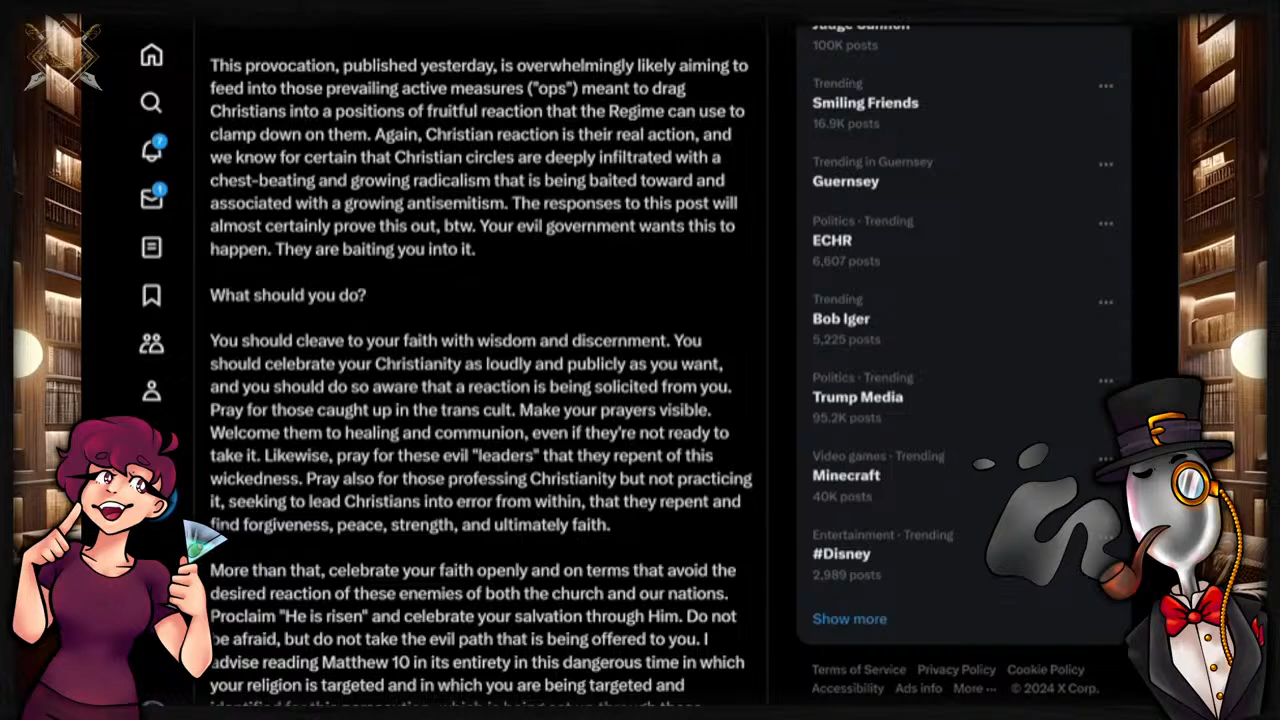 This provocation, published yesterday, is overwhelmingly likely aiming to
feed into those prevailing active measures ("ops") meant to drag
Christians into a positions of fruitful reaction that the Regime can use to
clamp down on them. Again, Christian reaction is their real action, and
we know for certain that Christian circles are deeply infiltrated with a
chest-beating and growing radicalism that is being baited toward and
associated with a growing antisemitism. The responses to this post will
almost certainly prove this out, btw. Your evil government wants this to
happen. They are baiting you into it.
What should you do?
You should cleave to your faith with wisdom and discernment. You
should celebrate your Christianity as loudly and publicly as you want,
and you should do so aware that a reaction is being solicited from you.
Pray for those caught up in the trans cult. Make your prayers visible.
Welcome them to healing and communion, even if they're not ready to
take it. Likewise, pray for these evil "leaders" that they repent of this
wickedness. Pray also for those professing Christianity but not practicing
it, seeking to lead Christians into error from within, that they repent and
find forgiveness, peace, strength, and ultimately faith.
More than that, celebrate your faith openly and on terms that avoid the
desired reaction of these enemies of both the church and our nations.
Proclaim "He is risen" and celebrate your salvation through Him. Do not
be afraid, but do not take the evil path that is being offered to you. I
advise reading Matthew 10 in its entirety in this dangerous time in which
your religion is targeted and in which you are being targeted and
7
1
Judge Cannon
100K posts
Trending
Smiling Friends
16.9K posts
Trending in Guernsey
Guernsey
Politics · Trending
ECHR
6,607 posts
Trending
Bob Iger
5,225 posts
Politics · Trending
Trump Media
95.2K posts
Video games · Trending
Minecraft
40K posts
Entertainment · Trending
#Disney
2,989 posts
Show more
Terms of Service Privacy Policy Cookie Policy
Accessibility Ads info More ··· © 2024 X Corp.